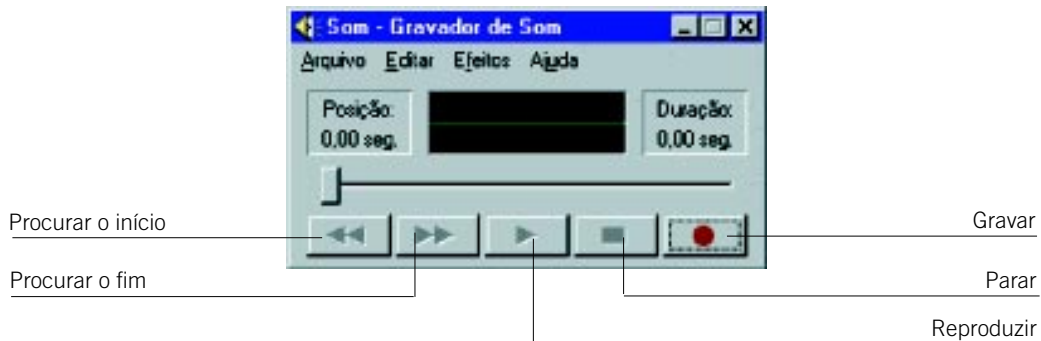 Som - Gravador de Som
Arquivo Editar Efeitos Ajuda
Posição:
0,00 seg.
Duração:
0,00 seg.
Procurar o início
Gravar
Procurar o fim
Parar
Reproduzir